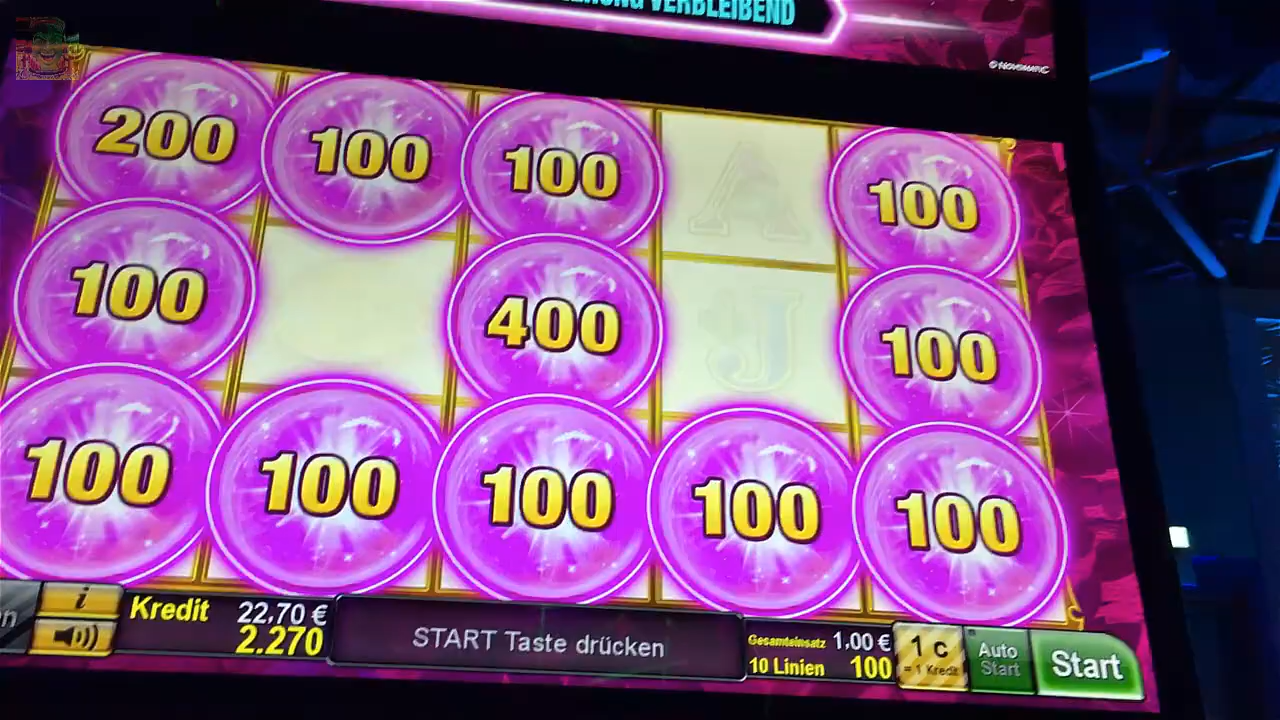 VERBLEIBEND
© NOVOMATIC
200 100 100 A 100
100 400 J 100
100 100 100 100 100
i
Kredit 22,70 €
2.270
START Taste drücken
Gesamteinsatz 1,00 €
10 Linien 100
1 c
= 1 Kredit
Auto
Start
Start